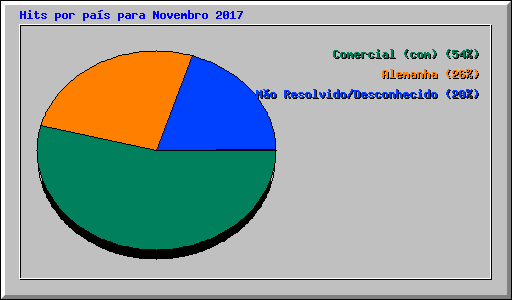 Hits por país para Novembro 2017
Comercial (com) (54%)
Alemanha (26%)
Não Resolvido/Desconhecido (20%)